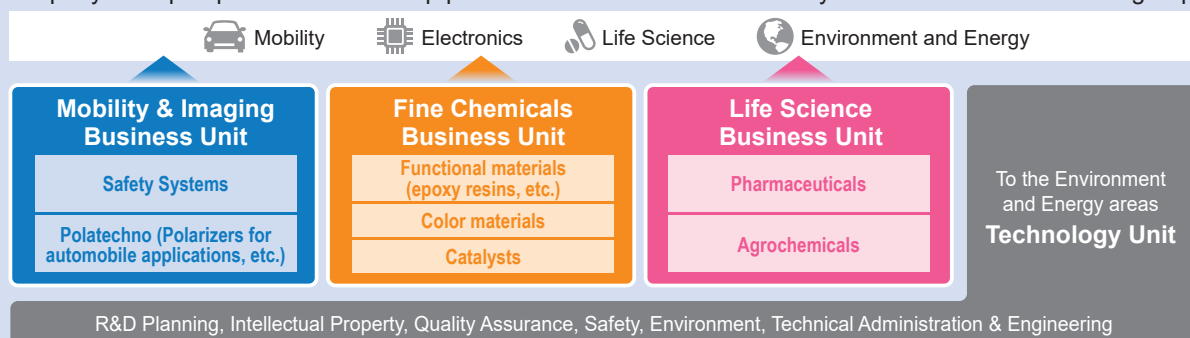 Mobility
Electronics
Life Science
Environment and Energy
Mobility & Imaging
Business Unit
Safety Systems
Polatechno (Polarizers for
automobile applications, etc.)
Fine Chemicals
Business Unit
Functional materials
(epoxy resins, etc.)
Color materials
Catalysts
Life Science
Business Unit
Pharmaceuticals
Agrochemicals
To the Environment
and Energy areas
Technology Unit
R&D Planning, Intellectual Property, Quality Assurance, Safety, Environment, Technical Administration & Engineering